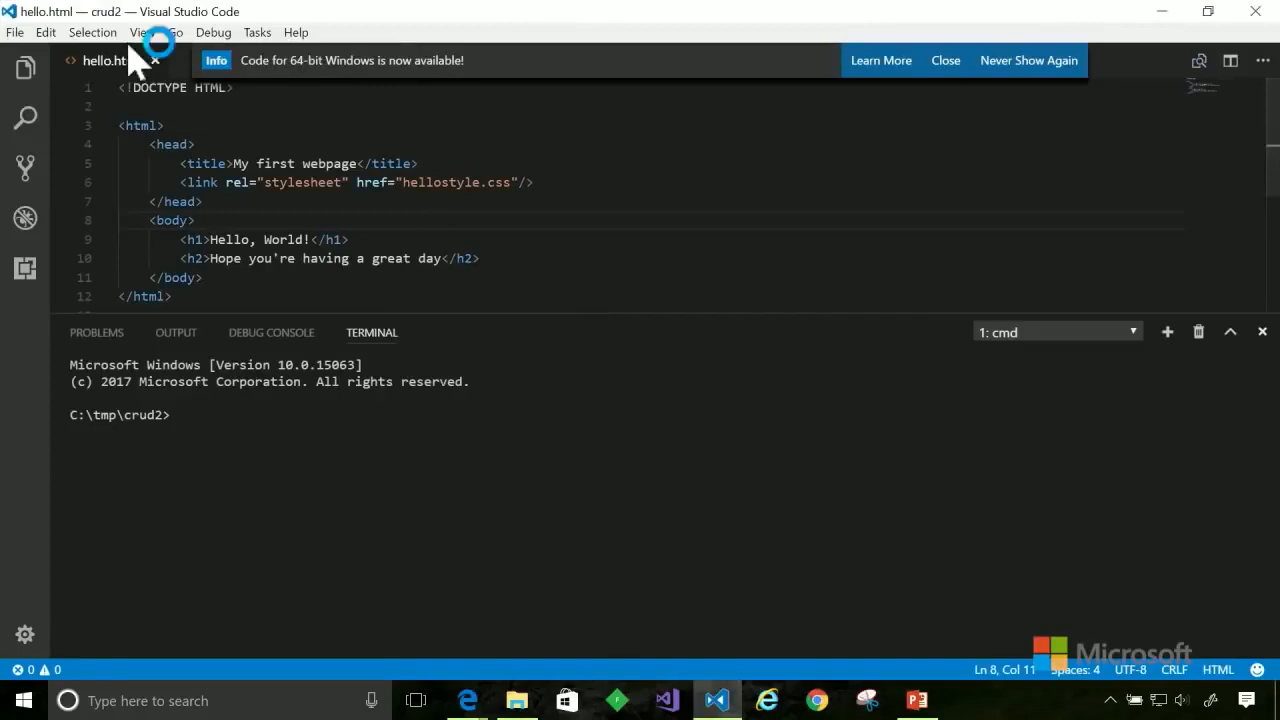 hello.html — crud2 — Visual Studio Code
File Edit Selection View Go Debug Tasks Help
hello.ht
Info Code for 64-bit Windows is now available! Learn More Close Never Show Again
1 <!DOCTYPE HTML>
2
3 <html>
4 <head>
5 <title>My first webpage</title>
6 <link rel="stylesheet" href="hellostyle.css"/>
7 </head>
8 <body>
9 <h1>Hello, World!</h1>
10 <h2>Hope you're having a great day</h2>
11 </body>
12 </html>
PROBLEMS OUTPUT DEBUG CONSOLE TERMINAL 1: cmd
Microsoft Windows [Version 10.0.15063]
(c) 2017 Microsoft Corporation. All rights reserved.
C:\tmp\crud2>
Microsoft
0 0 Ln 8, Col 11 Spaces: 4 UTF-8 CRLF HTML
Type here to search